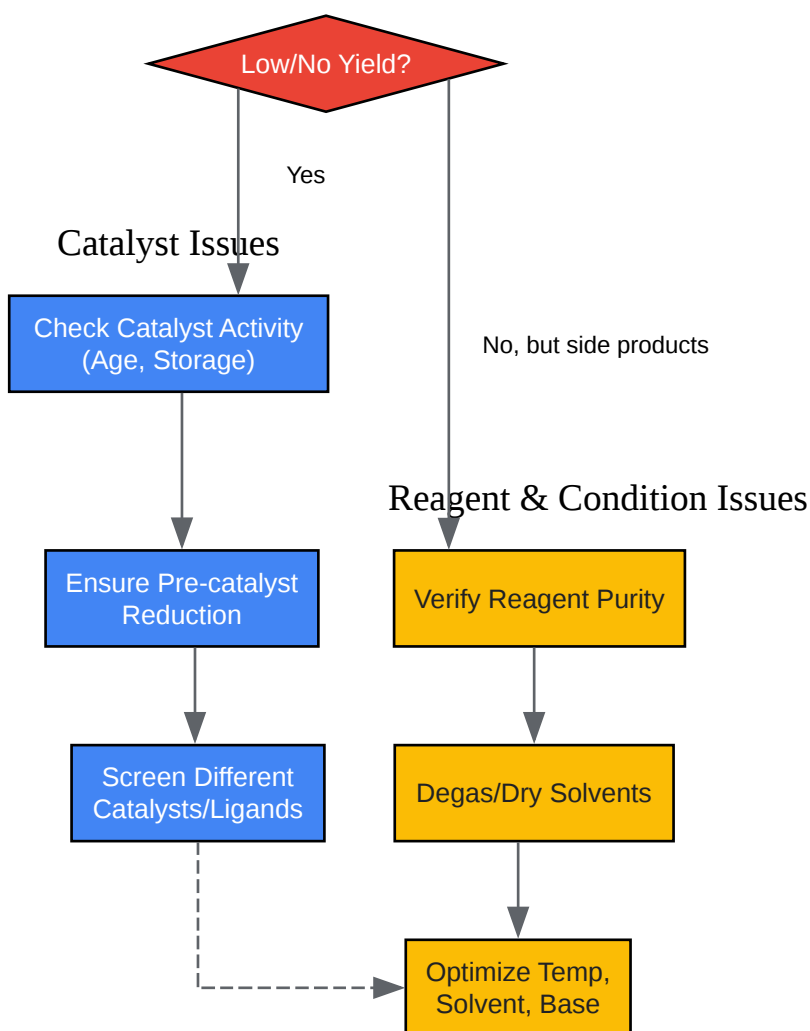 Low/No Yield?
Yes
Catalyst Issues
Check Catalyst Activity
(Age, Storage)
No, but side products
Reagent & Condition Issues
Ensure Pre-catalyst
Reduction
Verify Reagent Purity
Screen Different
Catalysts/Ligands
Degas/Dry Solvents
Optimize Temp,
Solvent, Base